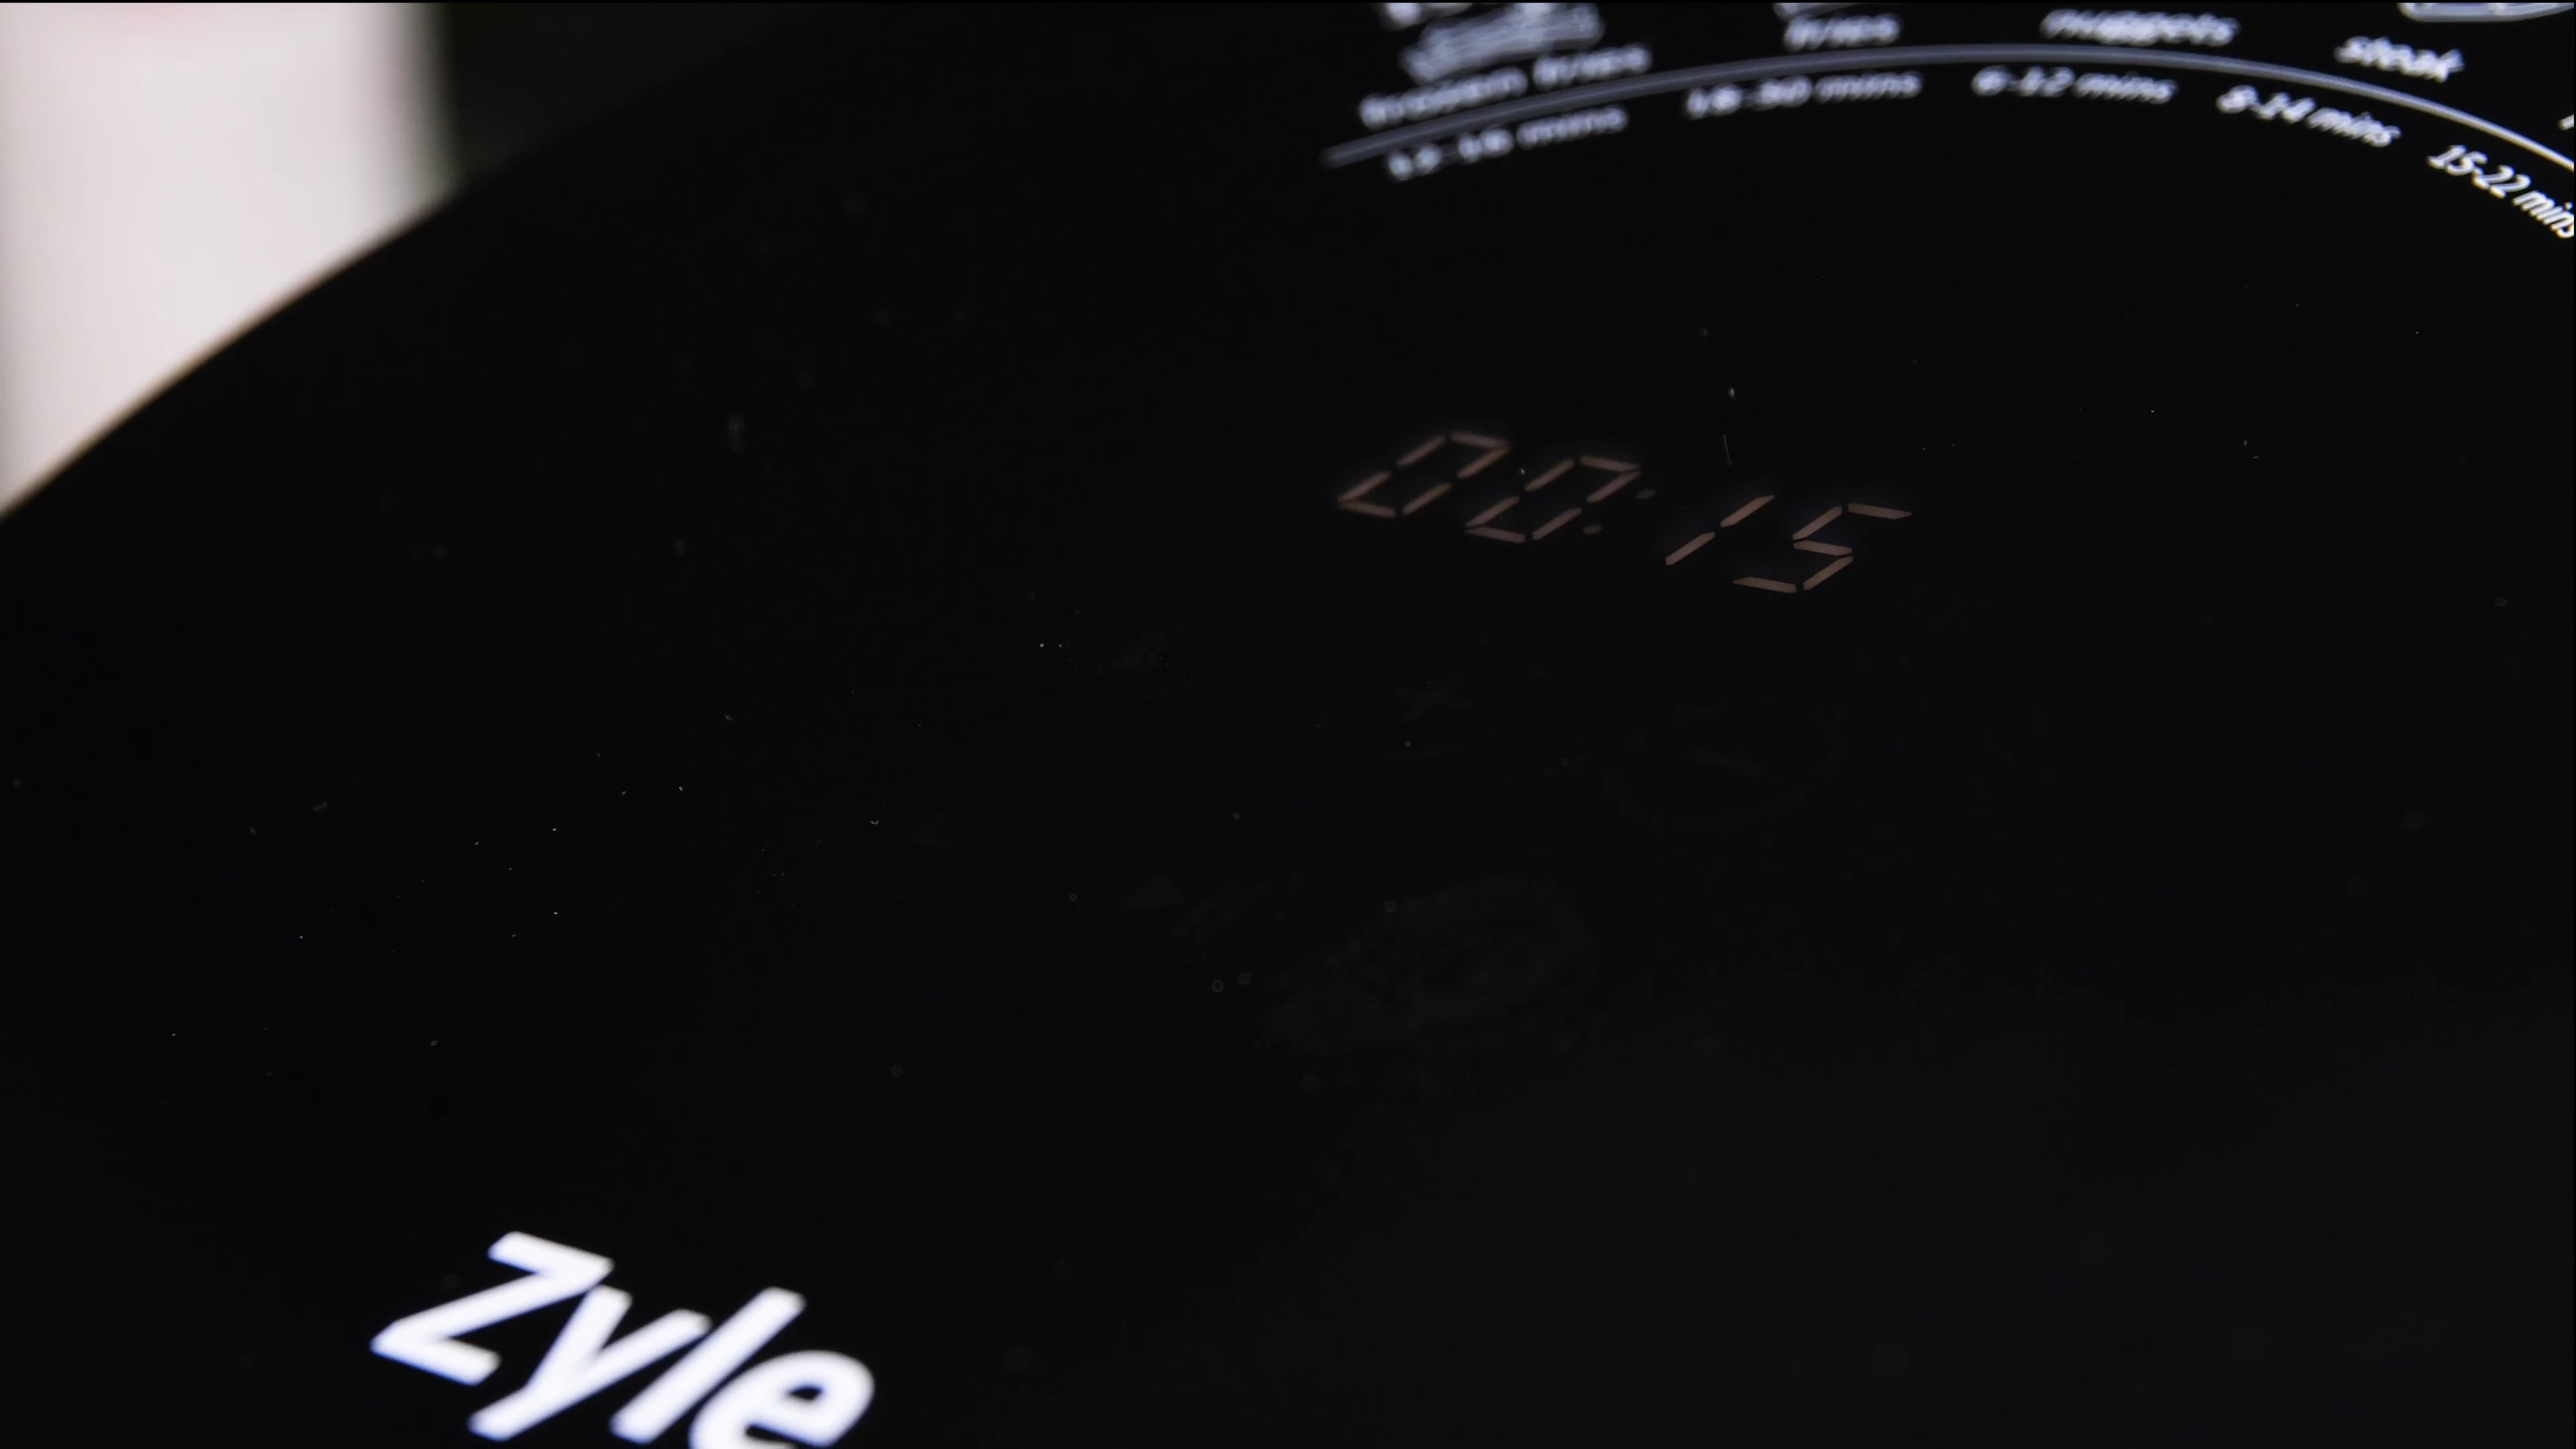 frozen fries
fries
nuggets
steak
12-18 mins
18-30 mins
6-12 mins
8-14 mins
15-22 mins
00:15
Zyle